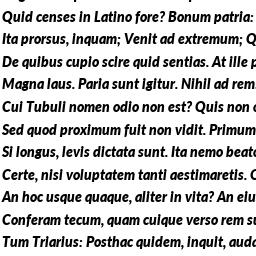 Quid censes in Latino fore? Bonum patria:
Ita prorsus, inquam; Venit ad extremum; Q
De quibus cupio scire quid sentias. At ille p
Magna laus. Paria sunt igitur. Nihil ad rem
Cui Tubuli nomen odio non est? Quis non
Sed quod proximum fuit non vidit. Primum
Si longus, levis dictata sunt. Ita nemo beato
Certe, nisi voluptatem tanti aestimaretis.
An hoc usque quaque, aliter in vita? An eiu
Conferam tecum, quam cuique verso rem su
Tum Triarius: Posthac quidem, inquit, auda